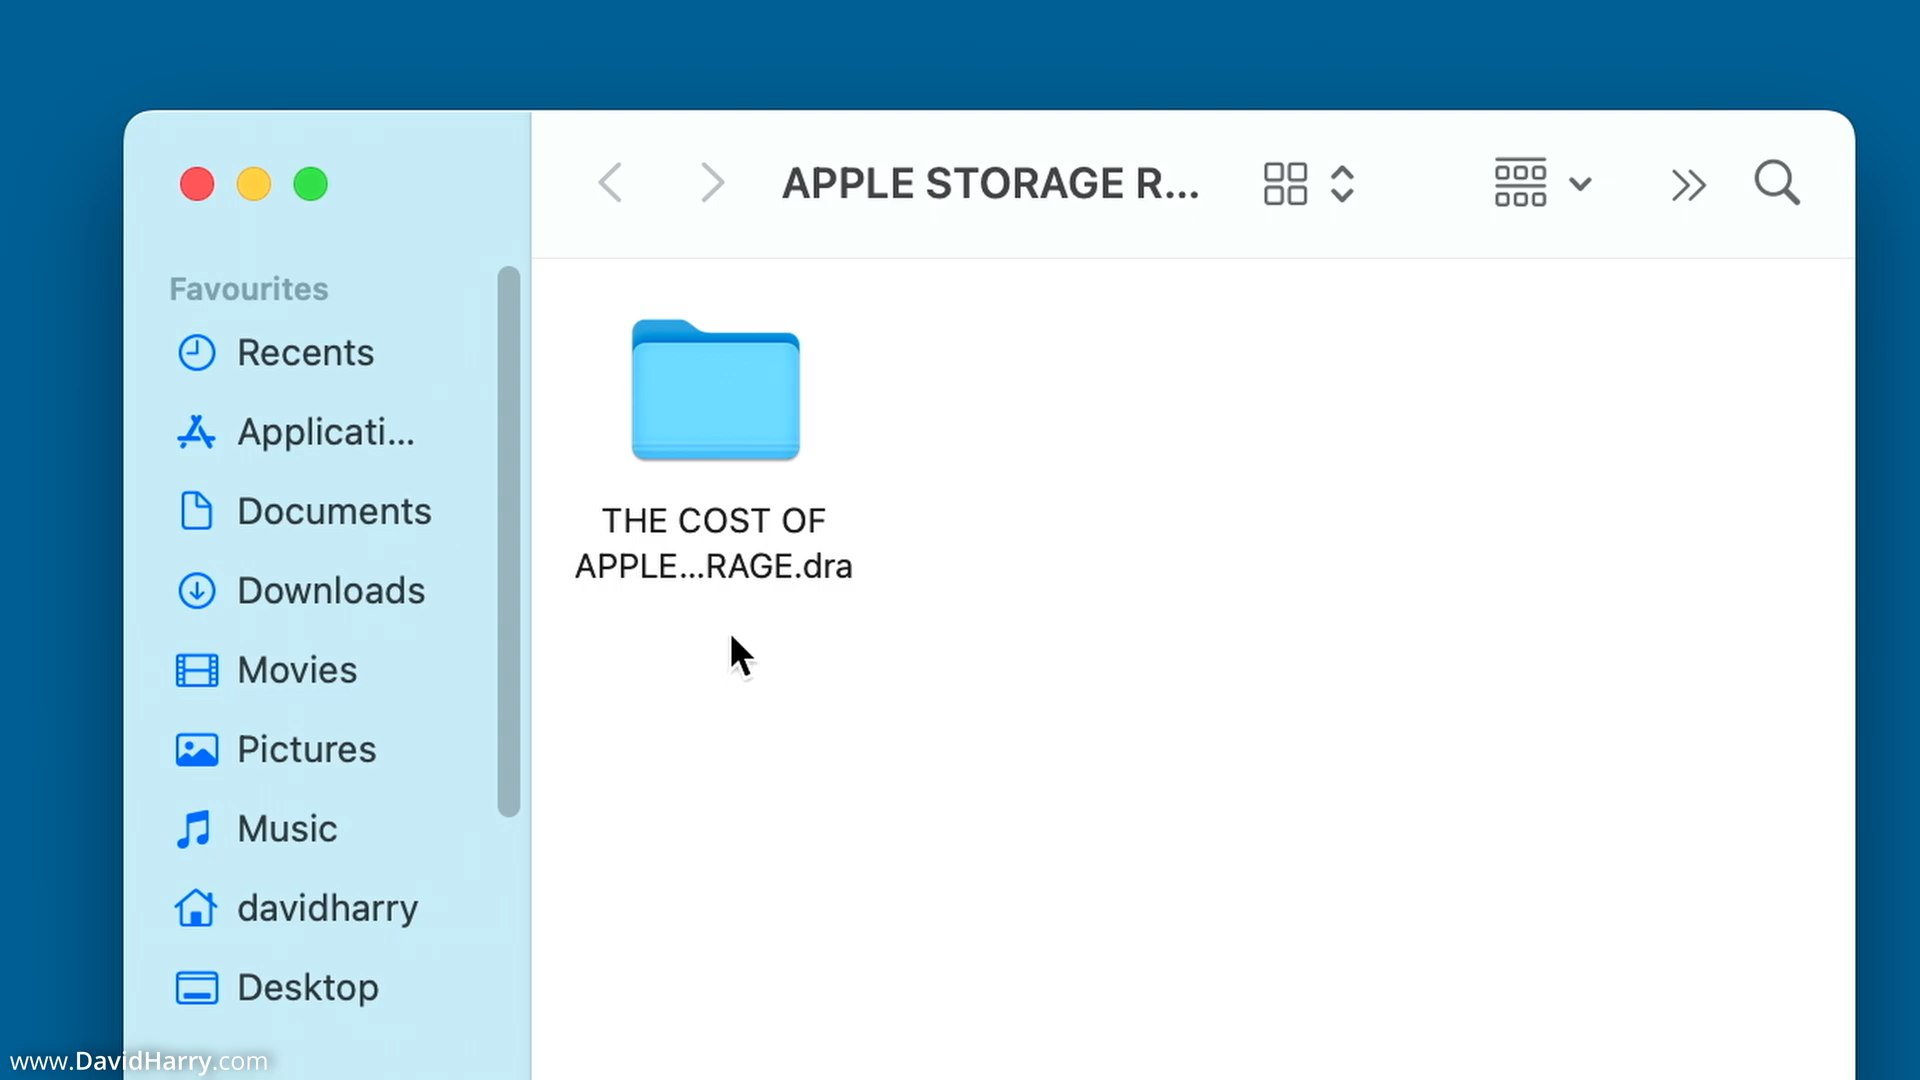 APPLE STORAGE R...
Favourites
Recents
Applicati...
Documents
Downloads
Movies
Pictures
Music
davidharry
Desktop
THE COST OF
APPLE...RAGE.dra
www.DavidHarry.com